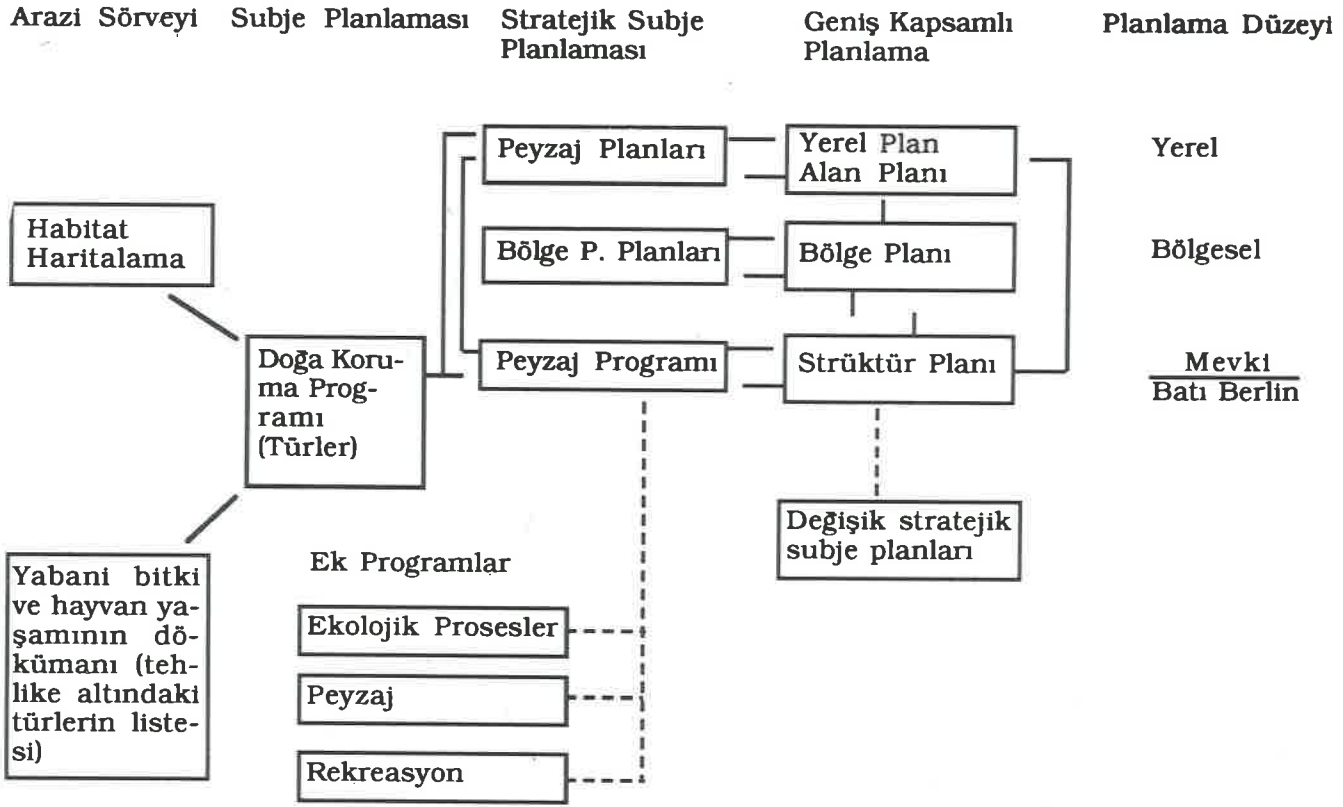 Arazi Sörveyi
Subje Planlaması
Stratejik Subje
Planlaması
Geniş Kapsamlı
Planlama
Planlama Düzeyi
Peyzaj Planları
Yerel Plan
Alan Planı
Yerel
Habitat
Haritalama
Bölge P. Planları
Bölge Planı
Bölgesel
Doğa Koru-
ma Prog-
ramı
(Türler)
Peyzaj Programı
Strüktür Planı
Mevki
Batı Berlin
Değişik stratejik
subje planları
Yabani bitki
ve hayvan ya-
şamının dö-
kümanı (teh-
like altındaki
türlerin liste-
si)
Ek Programlar
Ekolojik Prosesler
Peyzaj
Rekreasyon